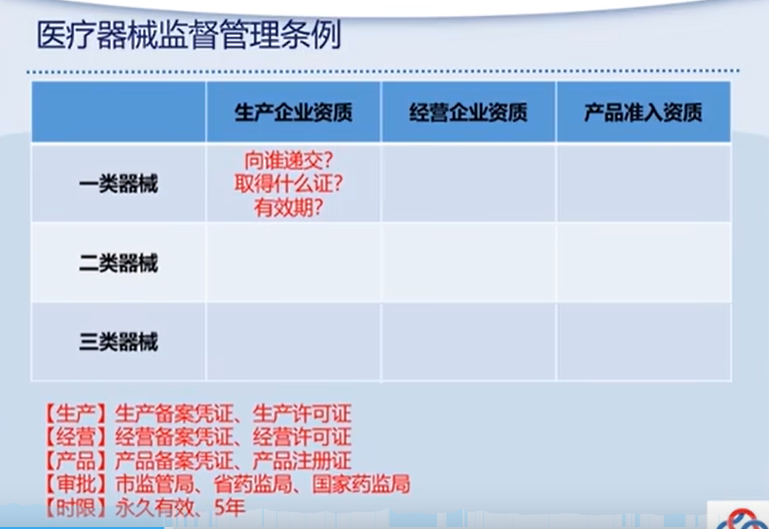 医疗器械监督管理条例
生产企业资质
经营企业资质
产品准入资质
一类器械
向谁递交?
取得什么证?
有效期?
二类器械
三类器械
【生产】生产备案凭证、生产许可证
【经营】经营备案凭证、经营许可证
【产品】产品备案凭证、产品注册证
【审批】市监管局、省药监局、国家药监局
【时限】永久有效、5年